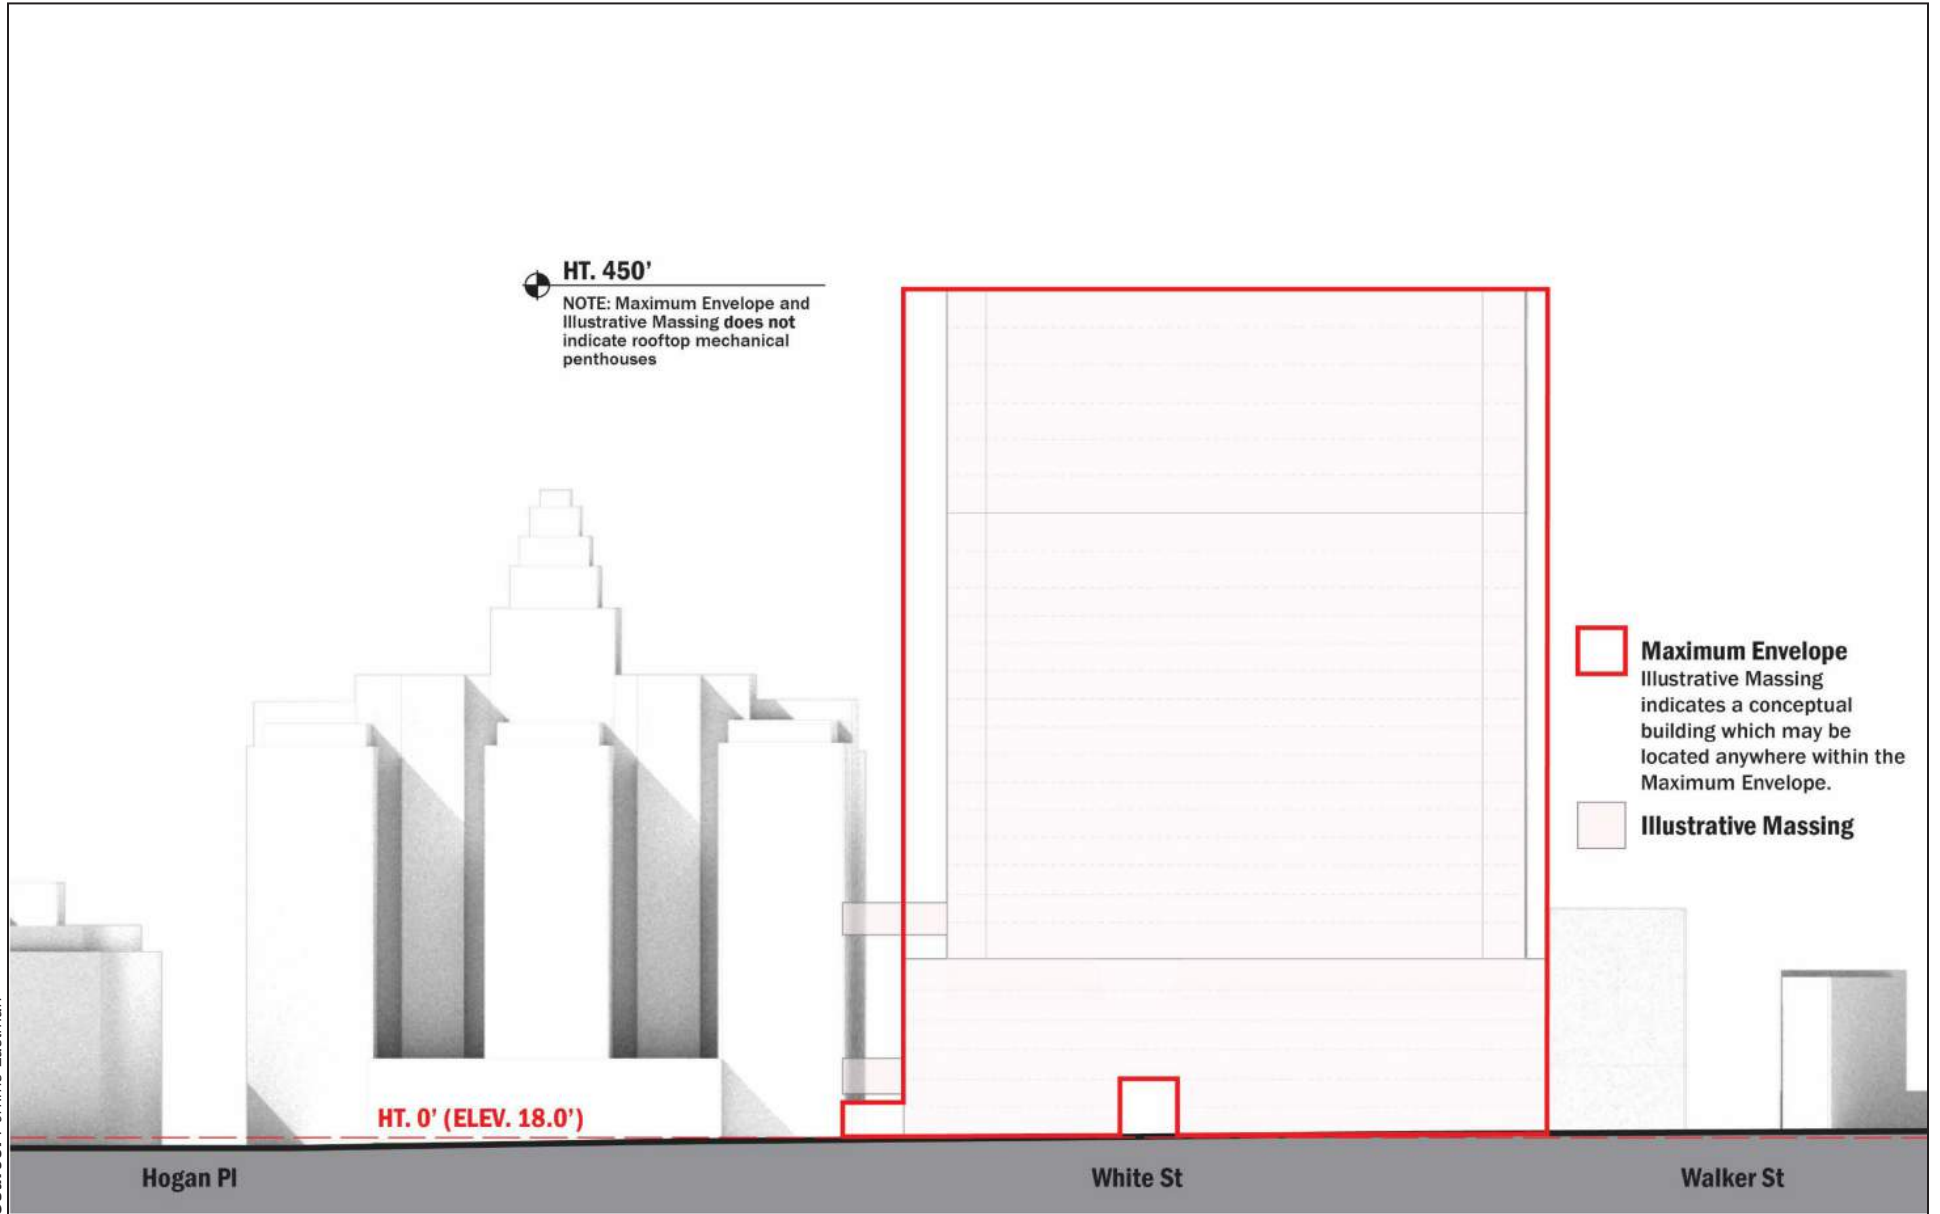 HT. 450’
NOTE: Maximum Envelope and
Illustrative Massing does not
indicate rooftop mechanical
penthouses
Maximum Envelope
Illustrative Massing
indicates a conceptual
building which may be
located anywhere within the
Maximum Envelope.
Illustrative Massing
HT. 0’ (ELEV. 18.0’)
Hogan Pl
White St
Walker St